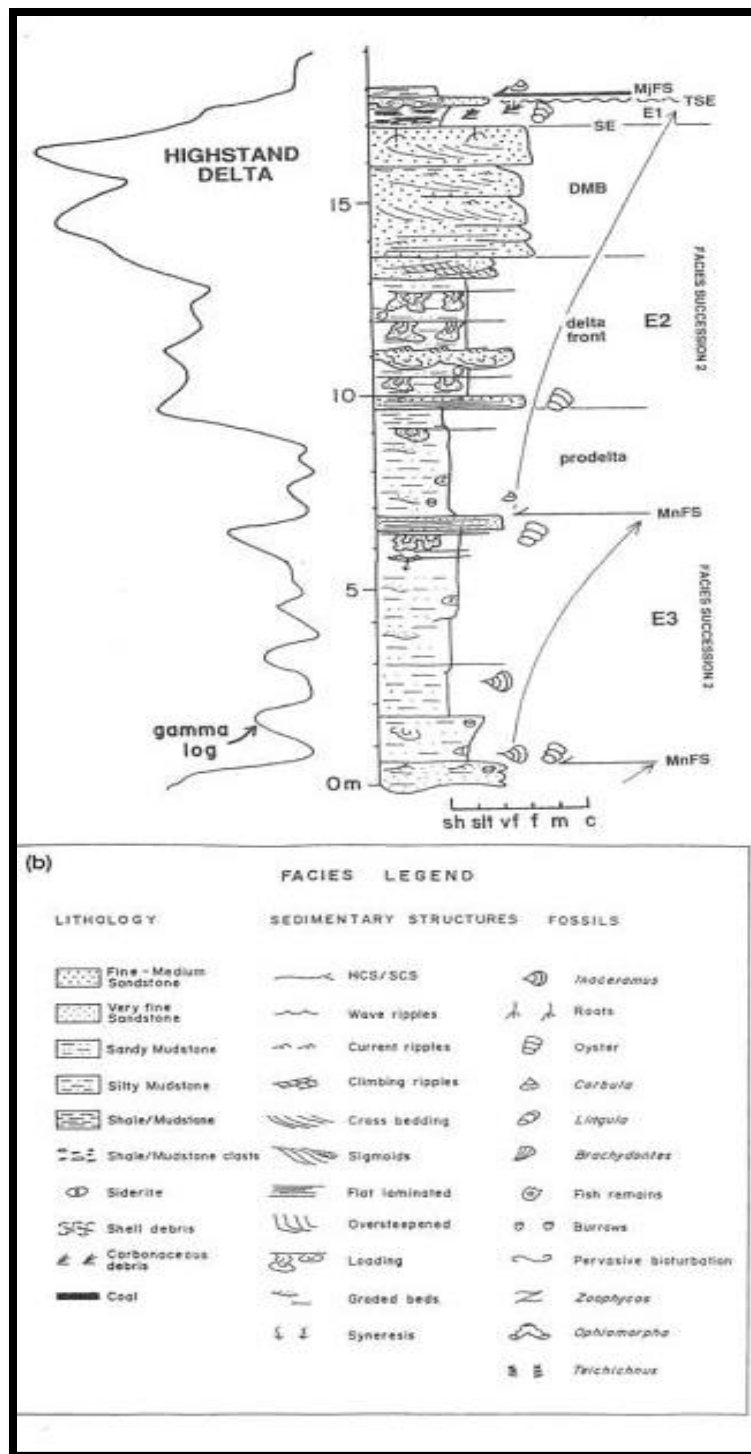 HIGHSTAND
DELTA
MjFS
TSE
E1
SE
15
DMB
FACIES SUCCESSION 2
E2
delta
front
10
prodelta
MnFS
5
E3
FACIES SUCCESSION 2
gamma
log
MnFS
0m
sh slt vf f m c
(b)
FACIES LEGEND
LITHOLOGY SEDIMENTARY STRUCTURES FOSSILS
Fine - Medium
Sandstone
HCS/SCS
Inoceramus
Very fine
Sandstone
Wave ripples
Roots
Sandy Mudstone
Current ripples
Oyster
Silty Mudstone
Climbing ripples
Corbula
Shale/Mudstone
Cross bedding
Lingula
Shale/Mudstone clasts
Sigmoids
Brachydontes
Siderite
Flat laminated
Fish remains
Shell debris
Oversteepened
Burrows
Carbonaceous
debris
Loading
Pervasive bioturbation
Coal
Graded beds
Zoophycos
Syneresis
Ophiomorpha
Teichichnus